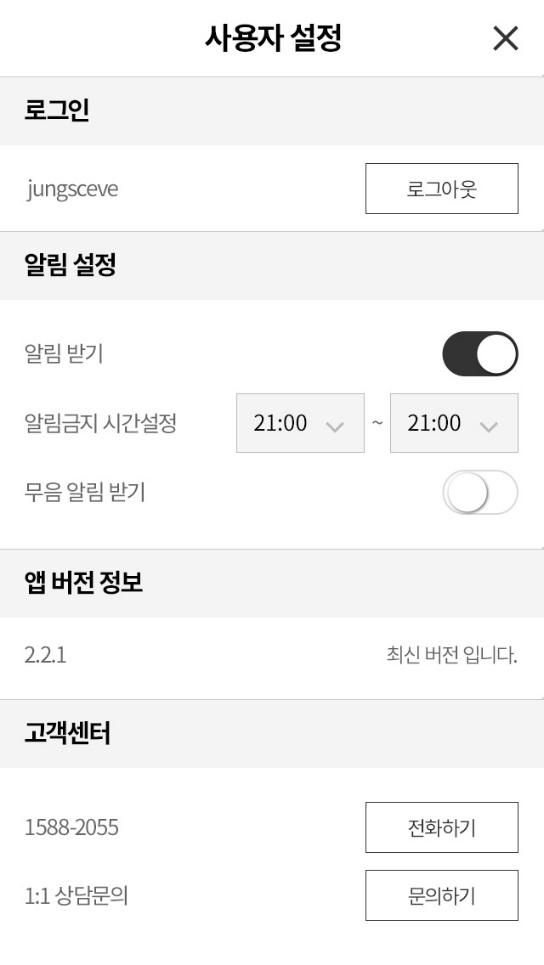 사용자 설정
로그인
jungsceve 로그아웃
알림 설정
알림 받기
알림금지 시간설정 21:00 ~ 21:00
무음 알림 받기
앱 버전 정보
2.2.1 최신 버전 입니다.
고객센터
1588-2055 전화하기
1:1 상담문의 문의하기